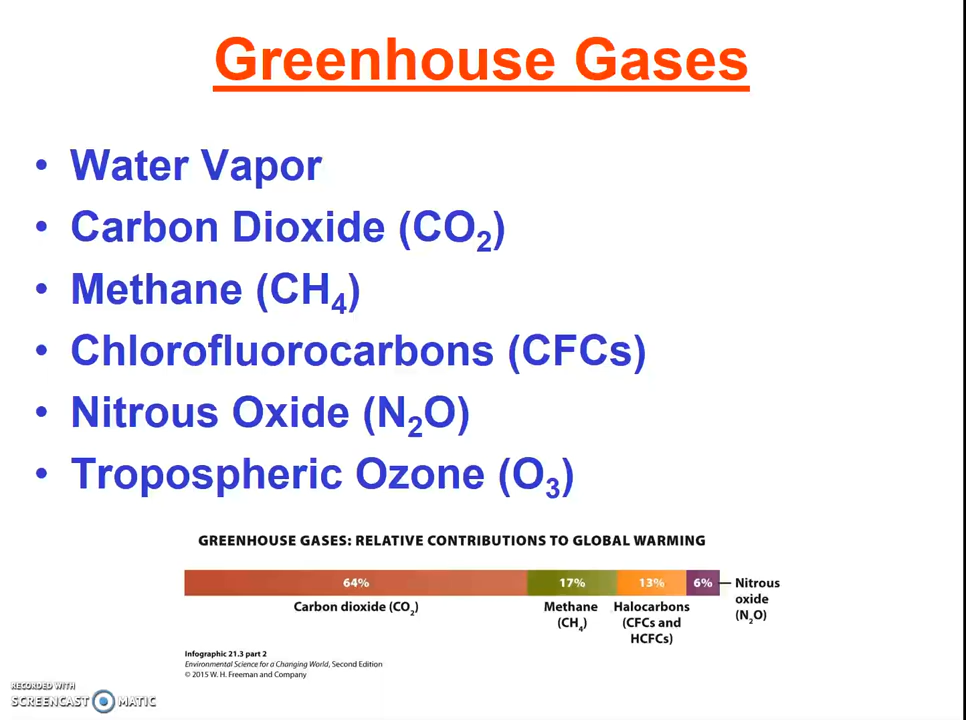 Greenhouse Gases
• Water Vapor
• Carbon Dioxide (CO₂)
• Methane (CH₄)
• Chlorofluorocarbons (CFCs)
• Nitrous Oxide (N₂O)
• Tropospheric Ozone (O₃)
GREENHOUSE GASES: RELATIVE CONTRIBUTIONS TO GLOBAL WARMING
64% 17% 13% 6%
Carbon dioxide (CO₂)
Methane
(CH₄)
Halocarbons
(CFCs and
HCFCs)
Nitrous
oxide
(N₂O)
Infographic 21.3 part 2
Environmental Science for a Changing World, Second Edition
© 2015 W. H. Freeman and Company
RECORDED WITH
SCREENCAST MATIC